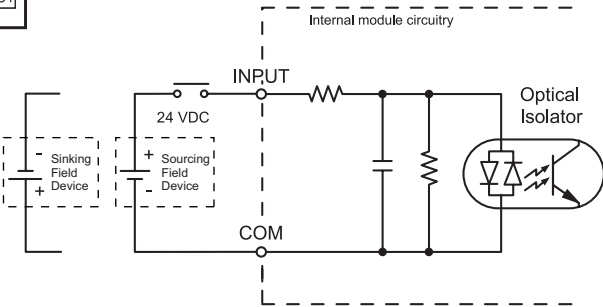 Internal module circuitry
INPUT
24 VDC
Optical
Isolator
- Sinking
Field
+ Device
+ Sourcing
Field
- Device
COM